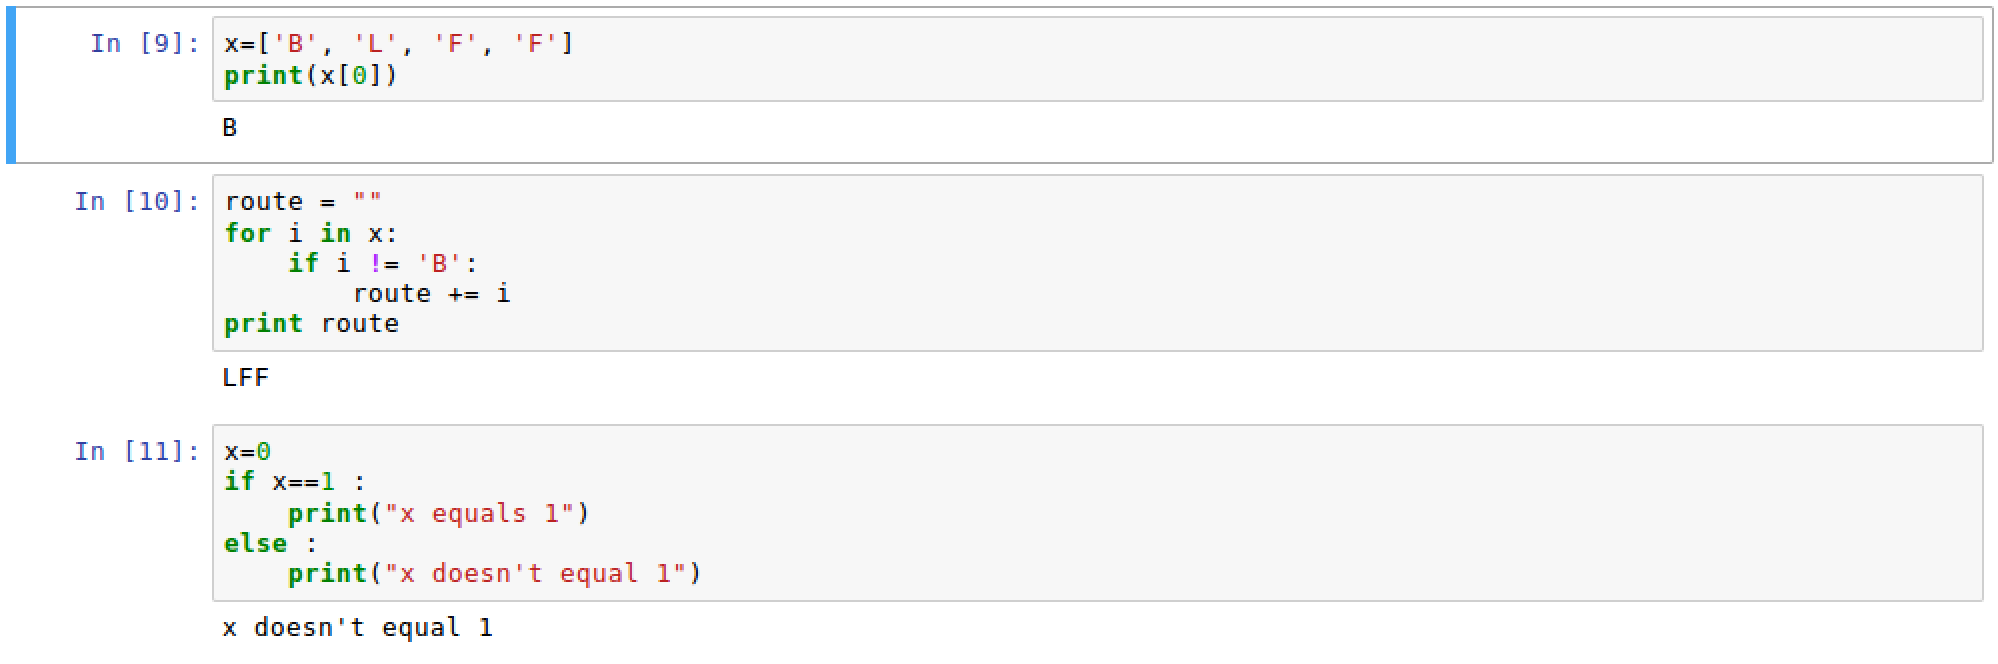 In [9]: x=['B', 'L', 'F', 'F']
print(x[0])
B
In [10]: route = ""
for i in x:
    if i != 'B':
        route += i
print route
LFF
In [11]: x=0
if x==1 :
    print("x equals 1")
else :
    print("x doesn't equal 1")
x doesn't equal 1